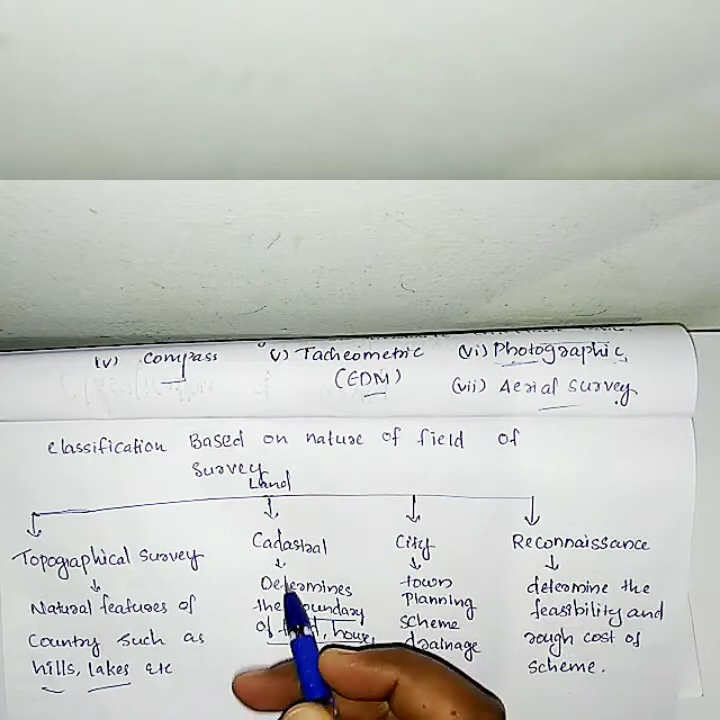 (iv) Compass (v) Tacheometric (vi) Photographic,
(EDM) (vii) Aerial Survey
Classification Based on nature of field of
Survey
Land
Topographical Survey
↓
Natural features of
Country such as
hills, lakes etc
Cadastral
↓
Determines
the boundary
of , house,
City
↓
town
Planning
scheme
drainage
Reconnaissance
↓
determine the
feasibility and
rough cost of
scheme.